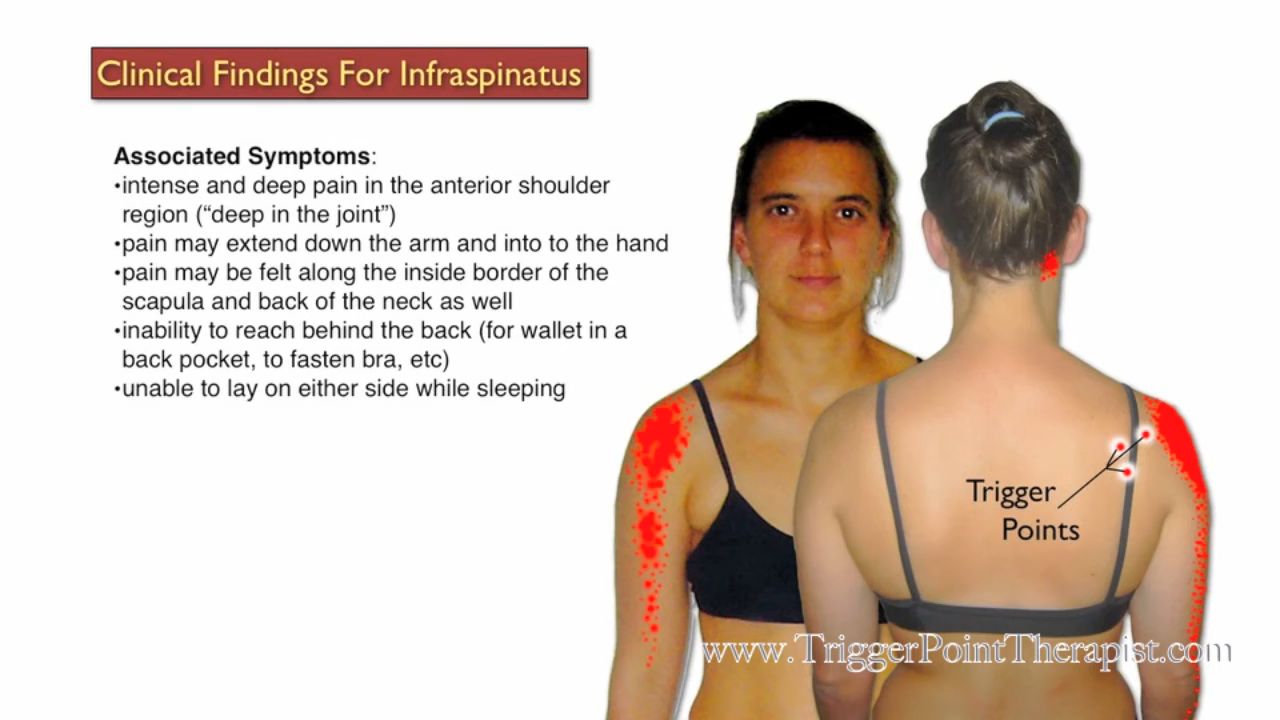 Clinical Findings For Infraspinatus
Associated Symptoms:
•intense and deep pain in the anterior shoulder
region (“deep in the joint”)
•pain may extend down the arm and into to the hand
•pain may be felt along the inside border of the
scapula and back of the neck as well
•inability to reach behind the back (for wallet in a
back pocket, to fasten bra, etc)
•unable to lay on either side while sleeping
Trigger
Points
www.TriggerPointTherapist.com